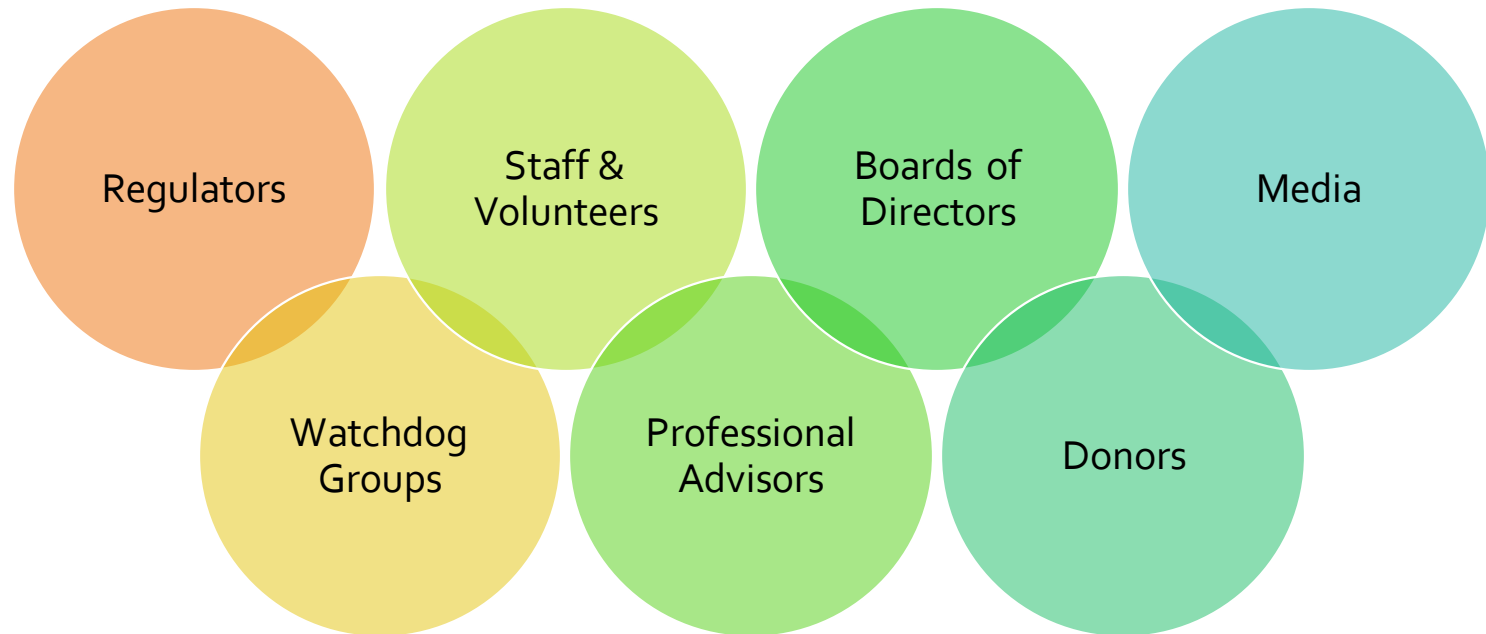 Regulators
Staff &
Volunteers
Boards of
Directors
Media
Watchdog
Groups
Professional
Advisors
Donors